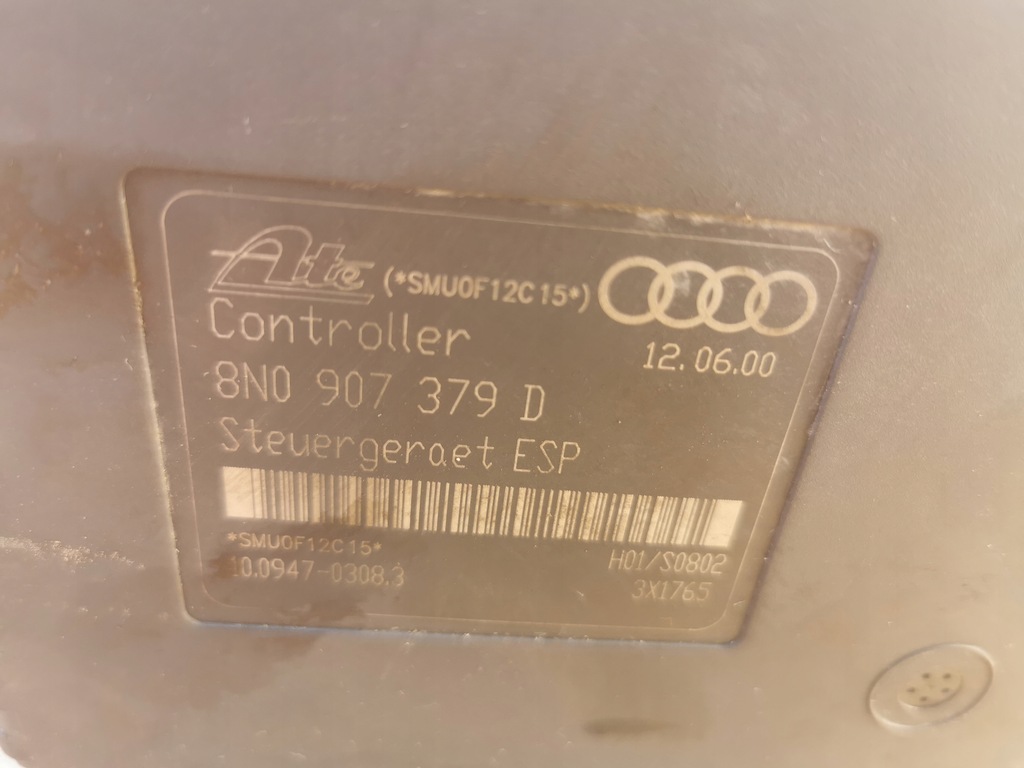 Ate (*SMU0F12C15*)
Controller
12.06.00
8N0 907 379 D
Steuergeraet ESP
*SMU0F12C15*
H01/S0802
10.0947-0308.3
3X1765